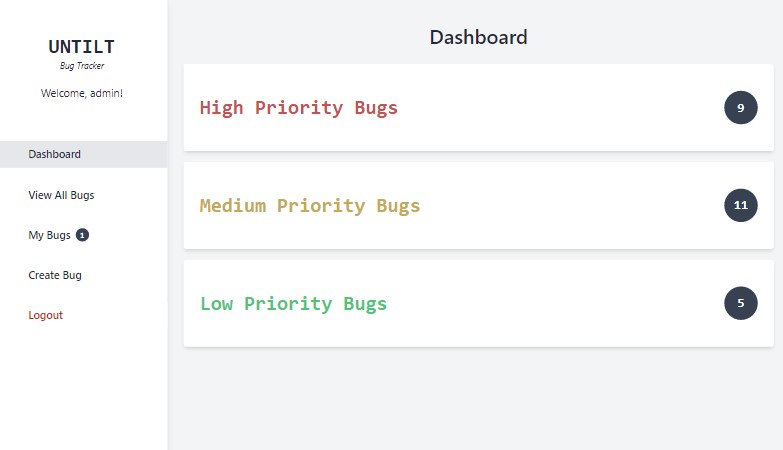 UNTILT
Bug Tracker
Welcome, admin!
Dashboard
View All Bugs
My Bugs 1
Create Bug
Logout
Dashboard
High Priority Bugs 9
Medium Priority Bugs 11
Low Priority Bugs 5